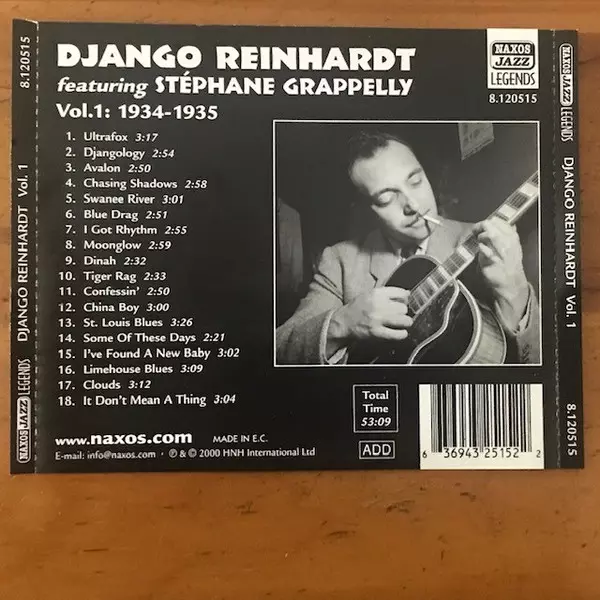 DJANGO REINHARDT
featuring STÉPHANE GRAPPELLY
Vol.1: 1934-1935
NAXOS
JAZZ
LEGENDS
8.120515
1. Ultrafox 3:17
2. Djangology 2:54
3. Avalon 2:50
4. Chasing Shadows 2:58
5. Swanee River 3:01
6. Blue Drag 2:51
7. I Got Rhythm 2:55
8. Moonglow 2:59
9. Dinah 2:32
10. Tiger Rag 2:33
11. Confessin' 2:50
12. China Boy 3:00
13. St. Louis Blues 3:26
14. Some Of These Days 2:21
15. I've Found A New Baby 3:02
16. Limehouse Blues 3:09
17. Clouds 3:12
18. It Don't Mean A Thing 3:04
Total
Time
53:09
ADD
6 36943 25152 2
www.naxos.com MADE IN E.C.
E-mail: info@naxos.com · ℗ & © 2000 HNH International Ltd
NAXOS JAZZ LEGENDS DJANGO REINHARDT Vol. 1 8.120515
NAXOS JAZZ LEGENDS DJANGO REINHARDT Vol. 1 8.120515